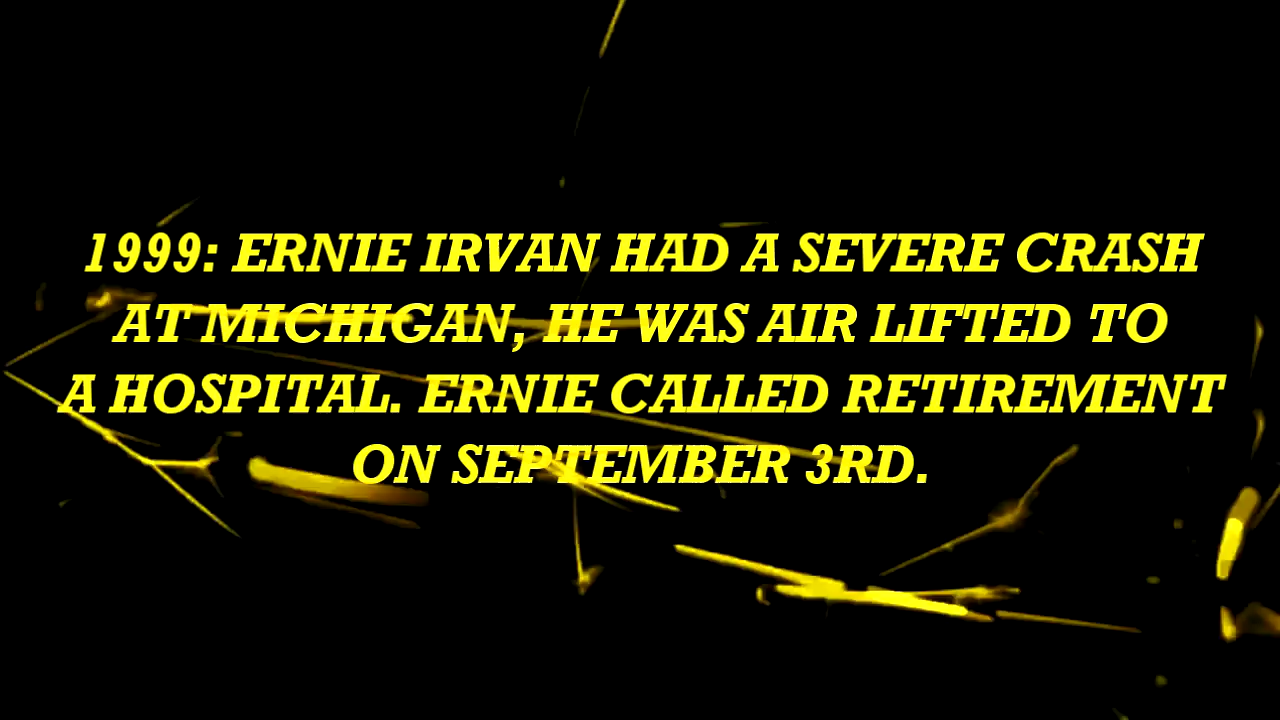 1999: ERNIE IRVAN HAD A SEVERE CRASH
AT MICHIGAN, HE WAS AIR LIFTED TO
A HOSPITAL. ERNIE CALLED RETIREMENT
ON SEPTEMBER 3RD.